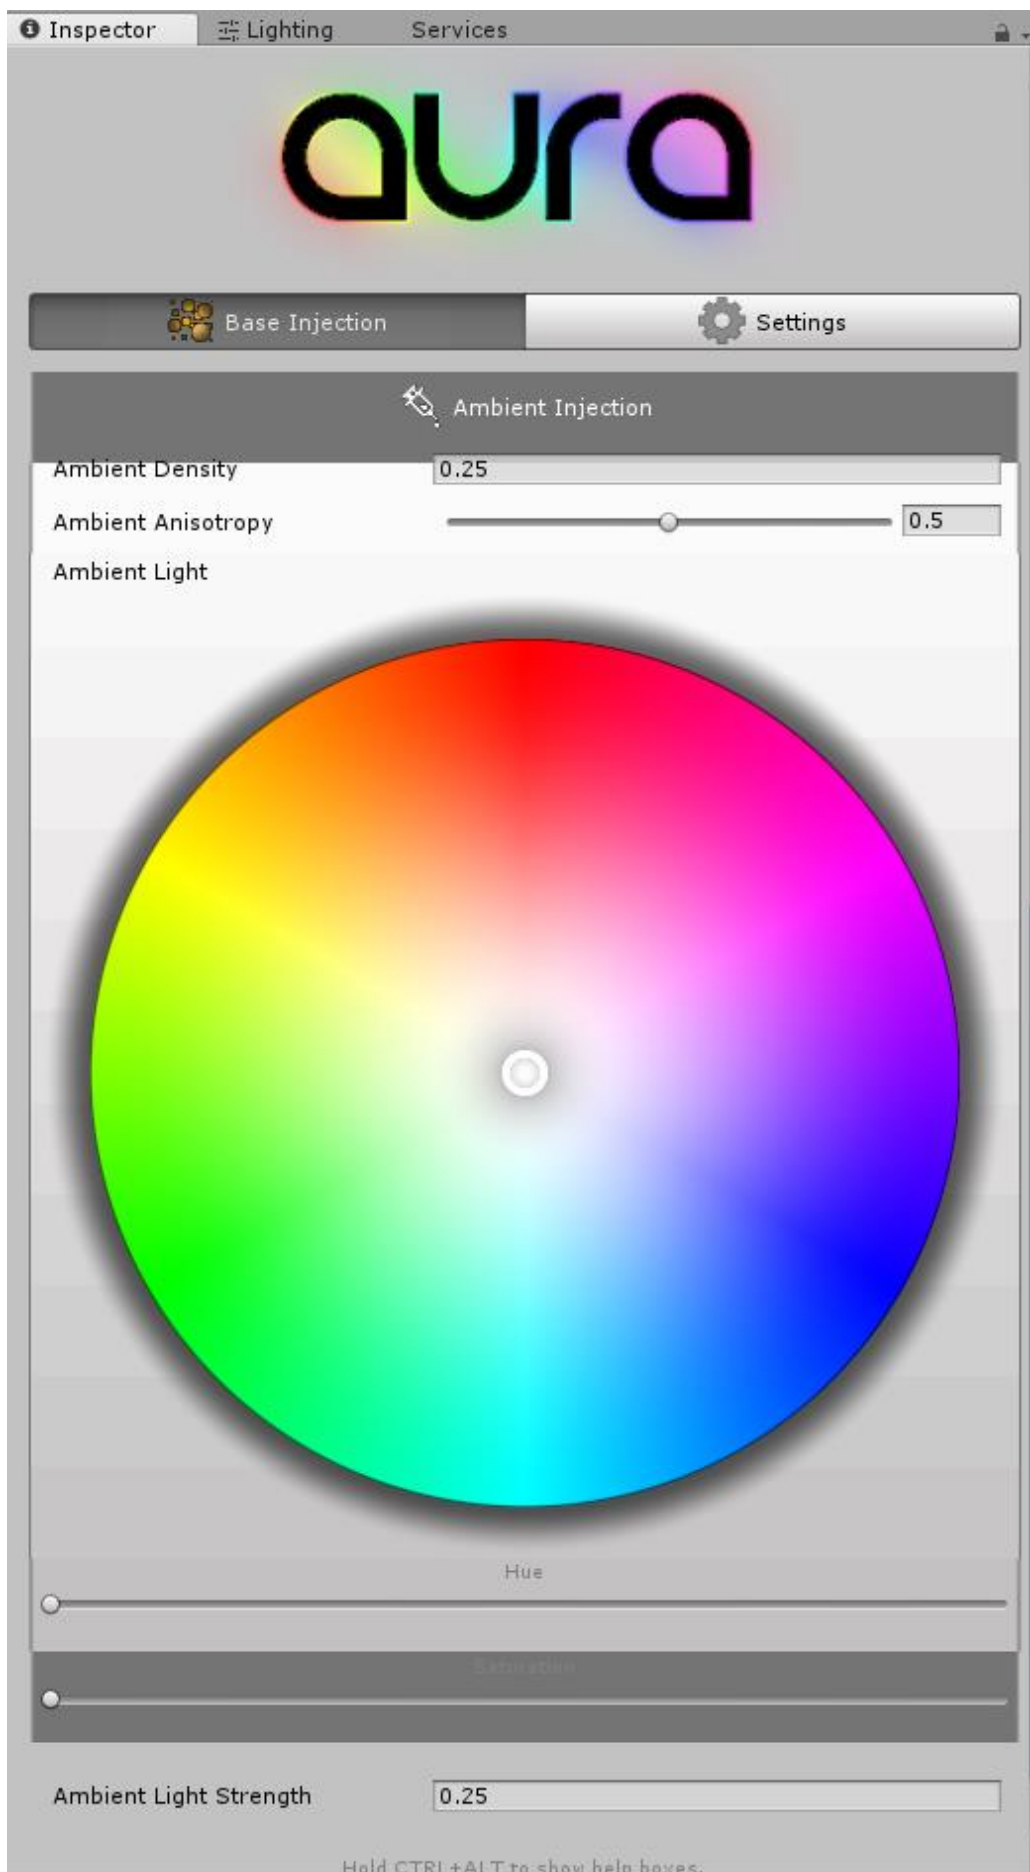 Inspector Lighting Services
aura
Base Injection Settings
Ambient Injection
Ambient Density 0.25
Ambient Anisotropy 0.5
Ambient Light
Hue
Saturation
Ambient Light Strength 0.25
Hold CTRL+ALT to show help boxes.